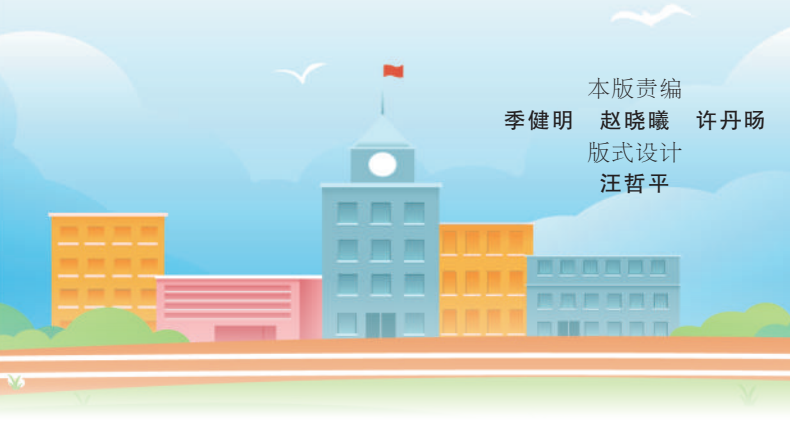 本版责编
季健明　赵晓曦　许丹旸
版式设计
汪哲平